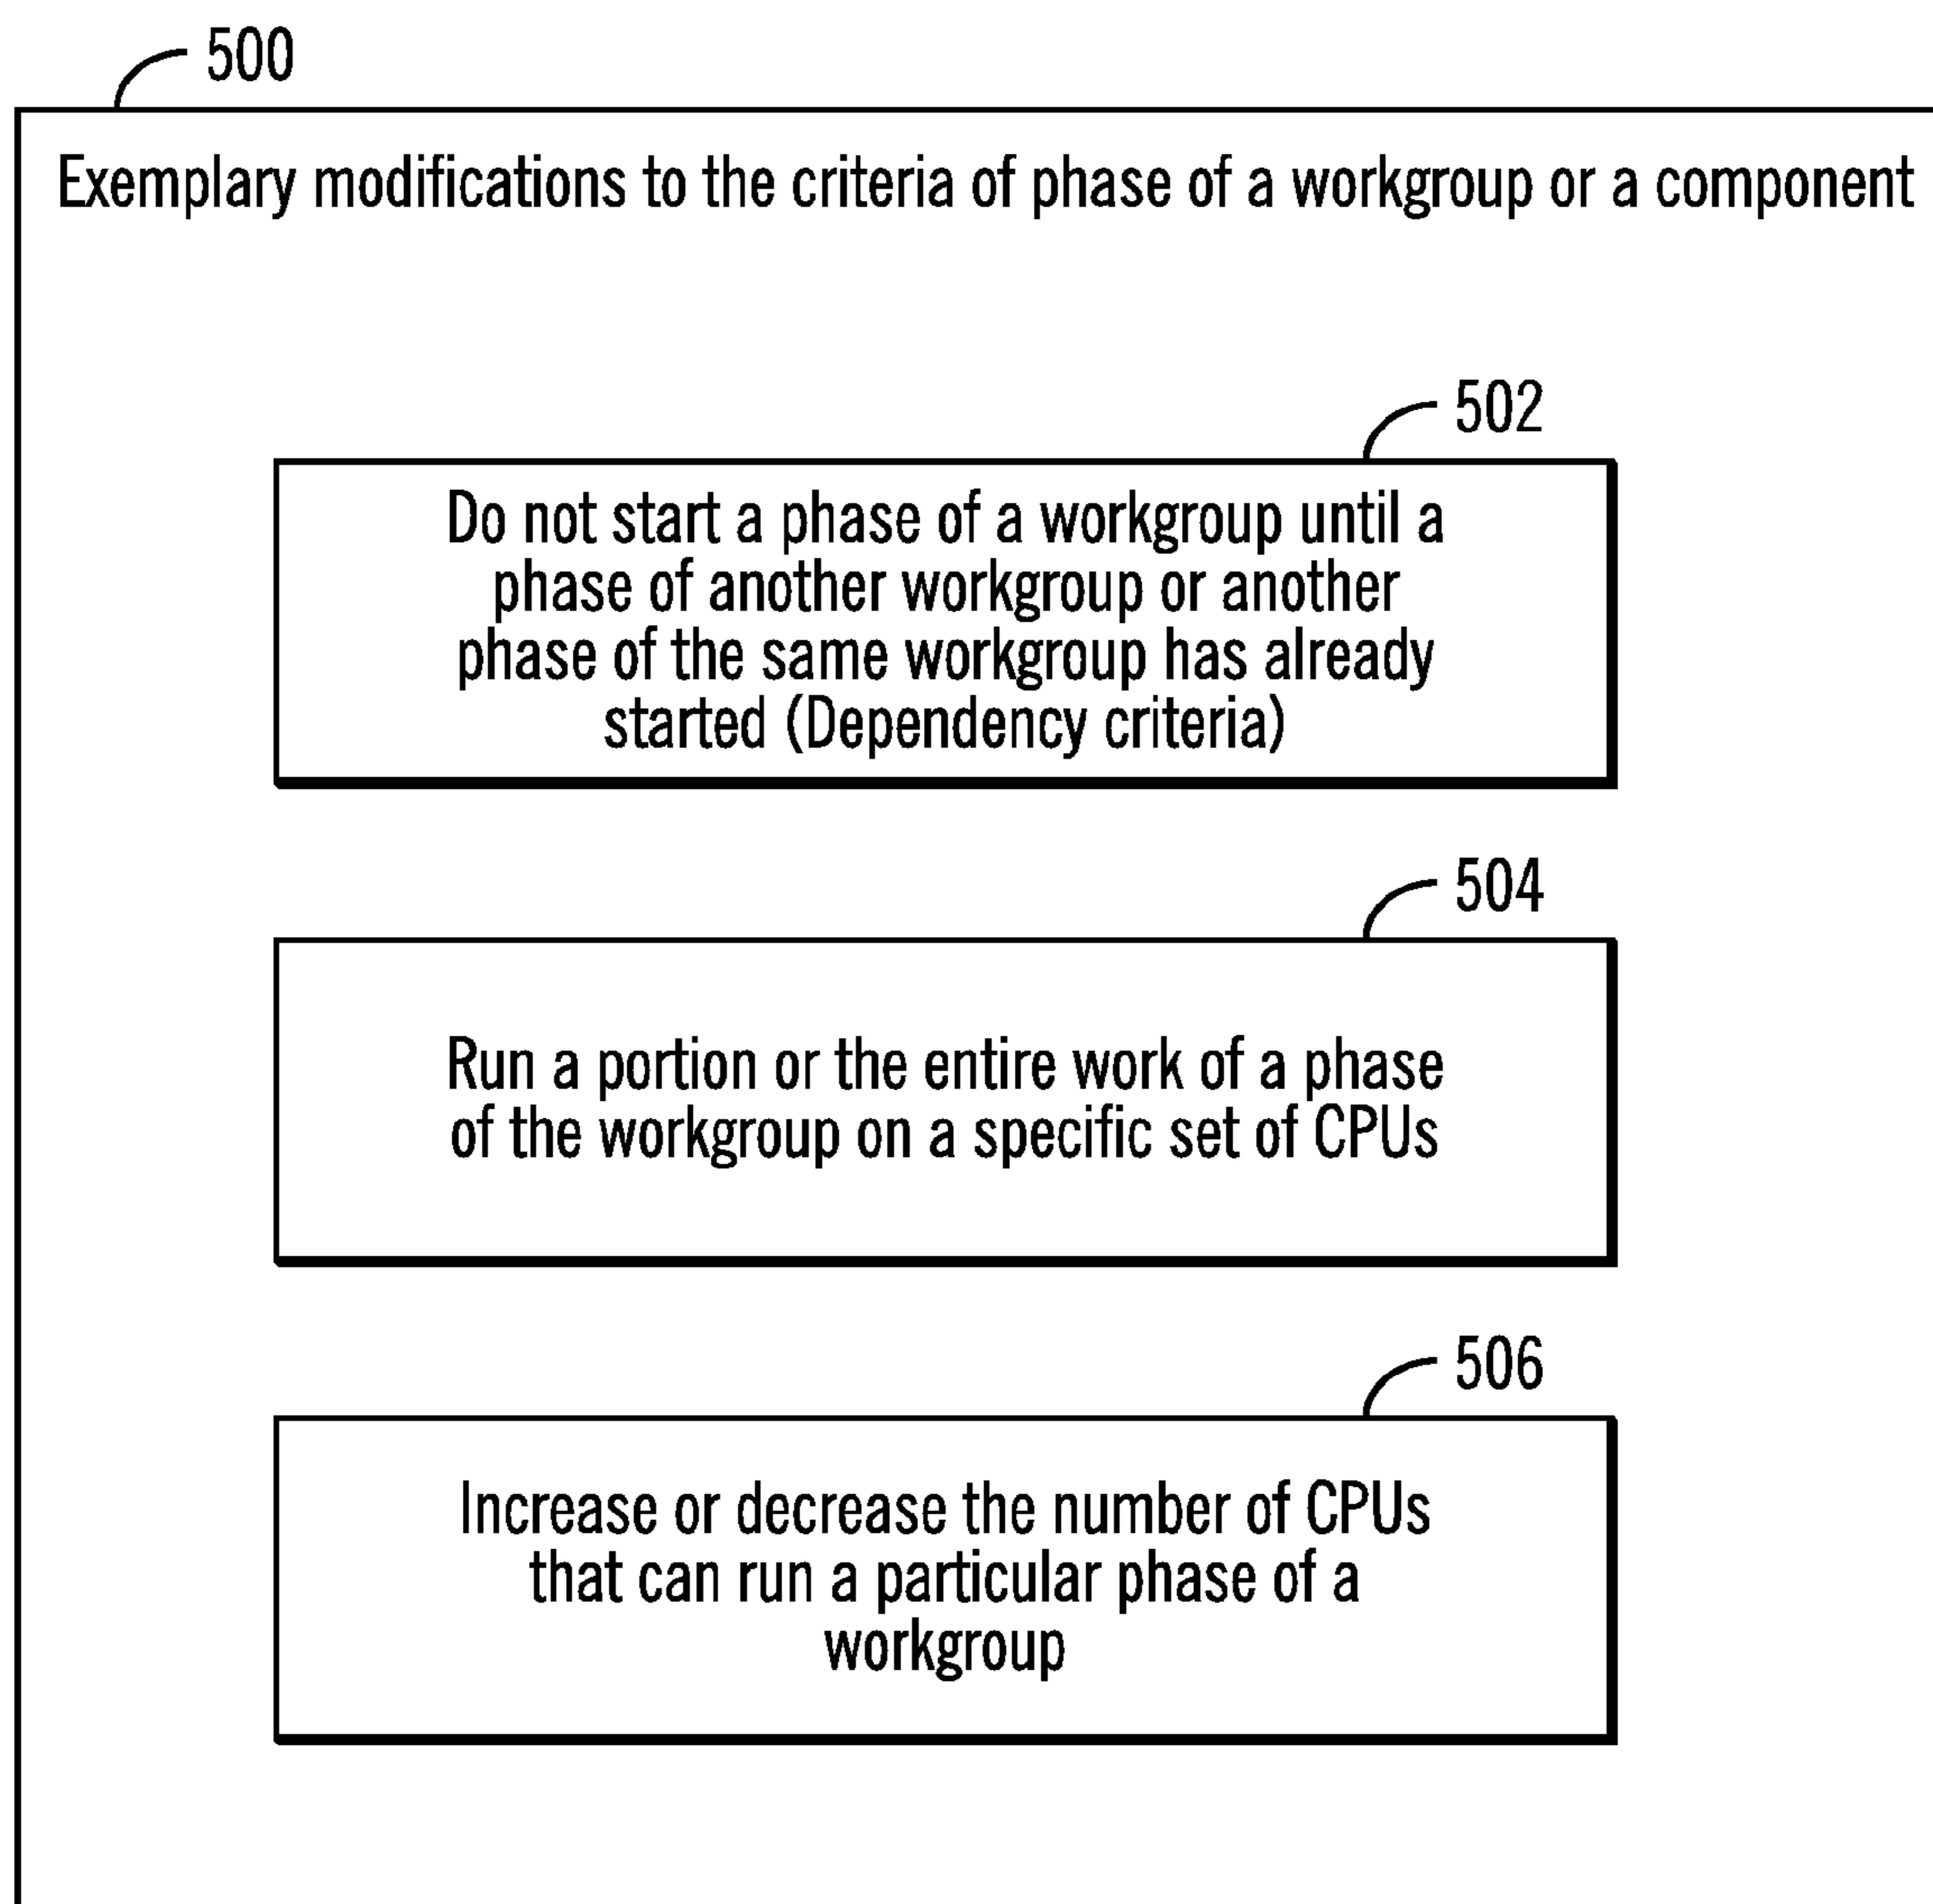 500
Exemplary modifications to the criteria of phase of a workgroup or a component
502
Do not start a phase of a workgroup until a
phase of another workgroup or another
phase of the same workgroup has already
started (Dependency criteria)
504
Run a portion or the entire work of a phase
of the workgroup on a specific set of CPUs
506
Increase or decrease the number of CPUs
that can run a particular phase of a
workgroup